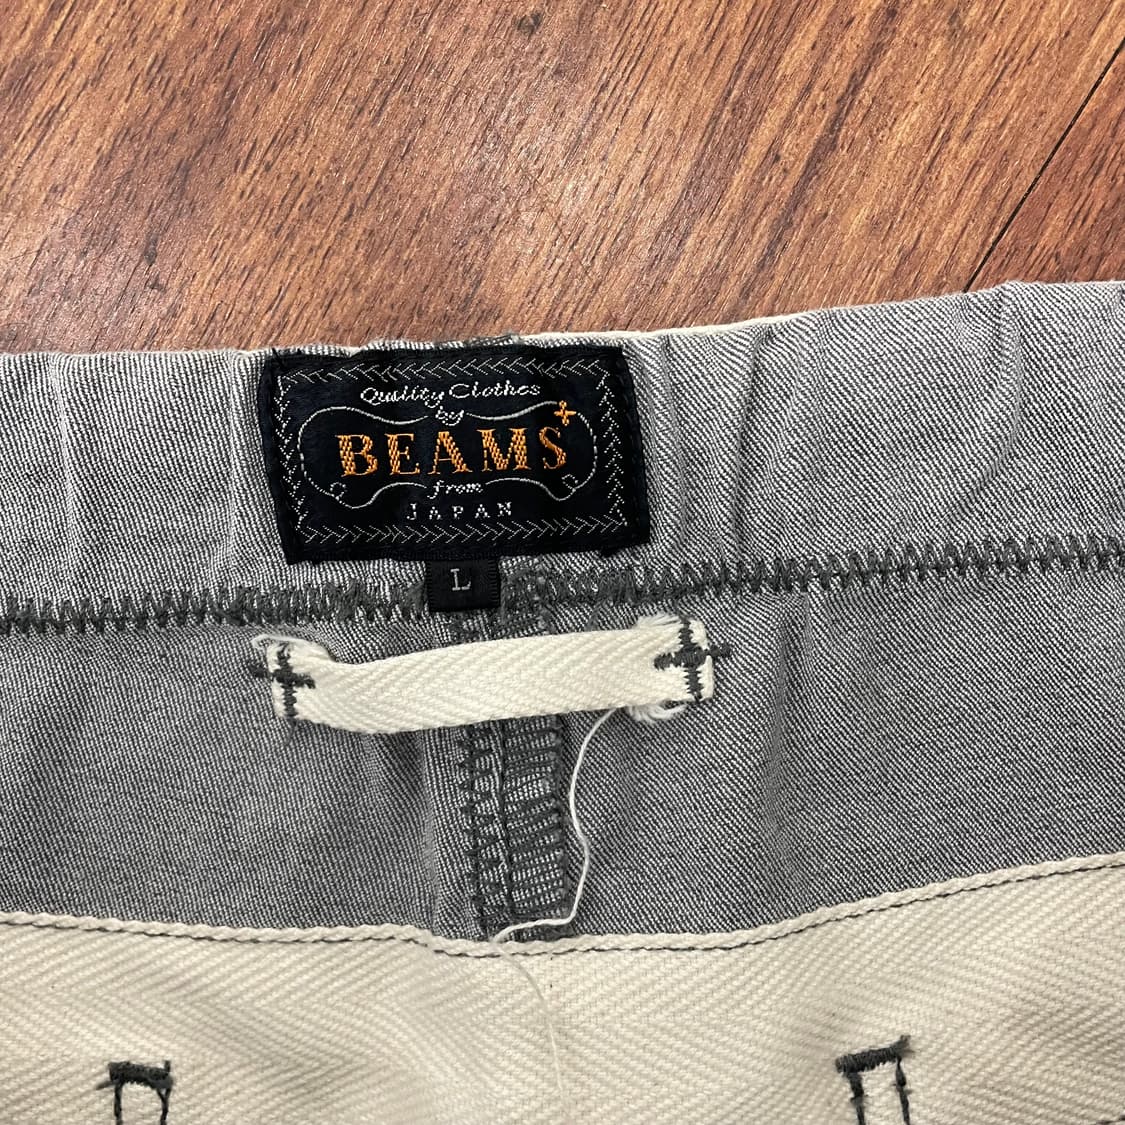 Quality Clothes
by
BEAMS+
from
JAPAN
L